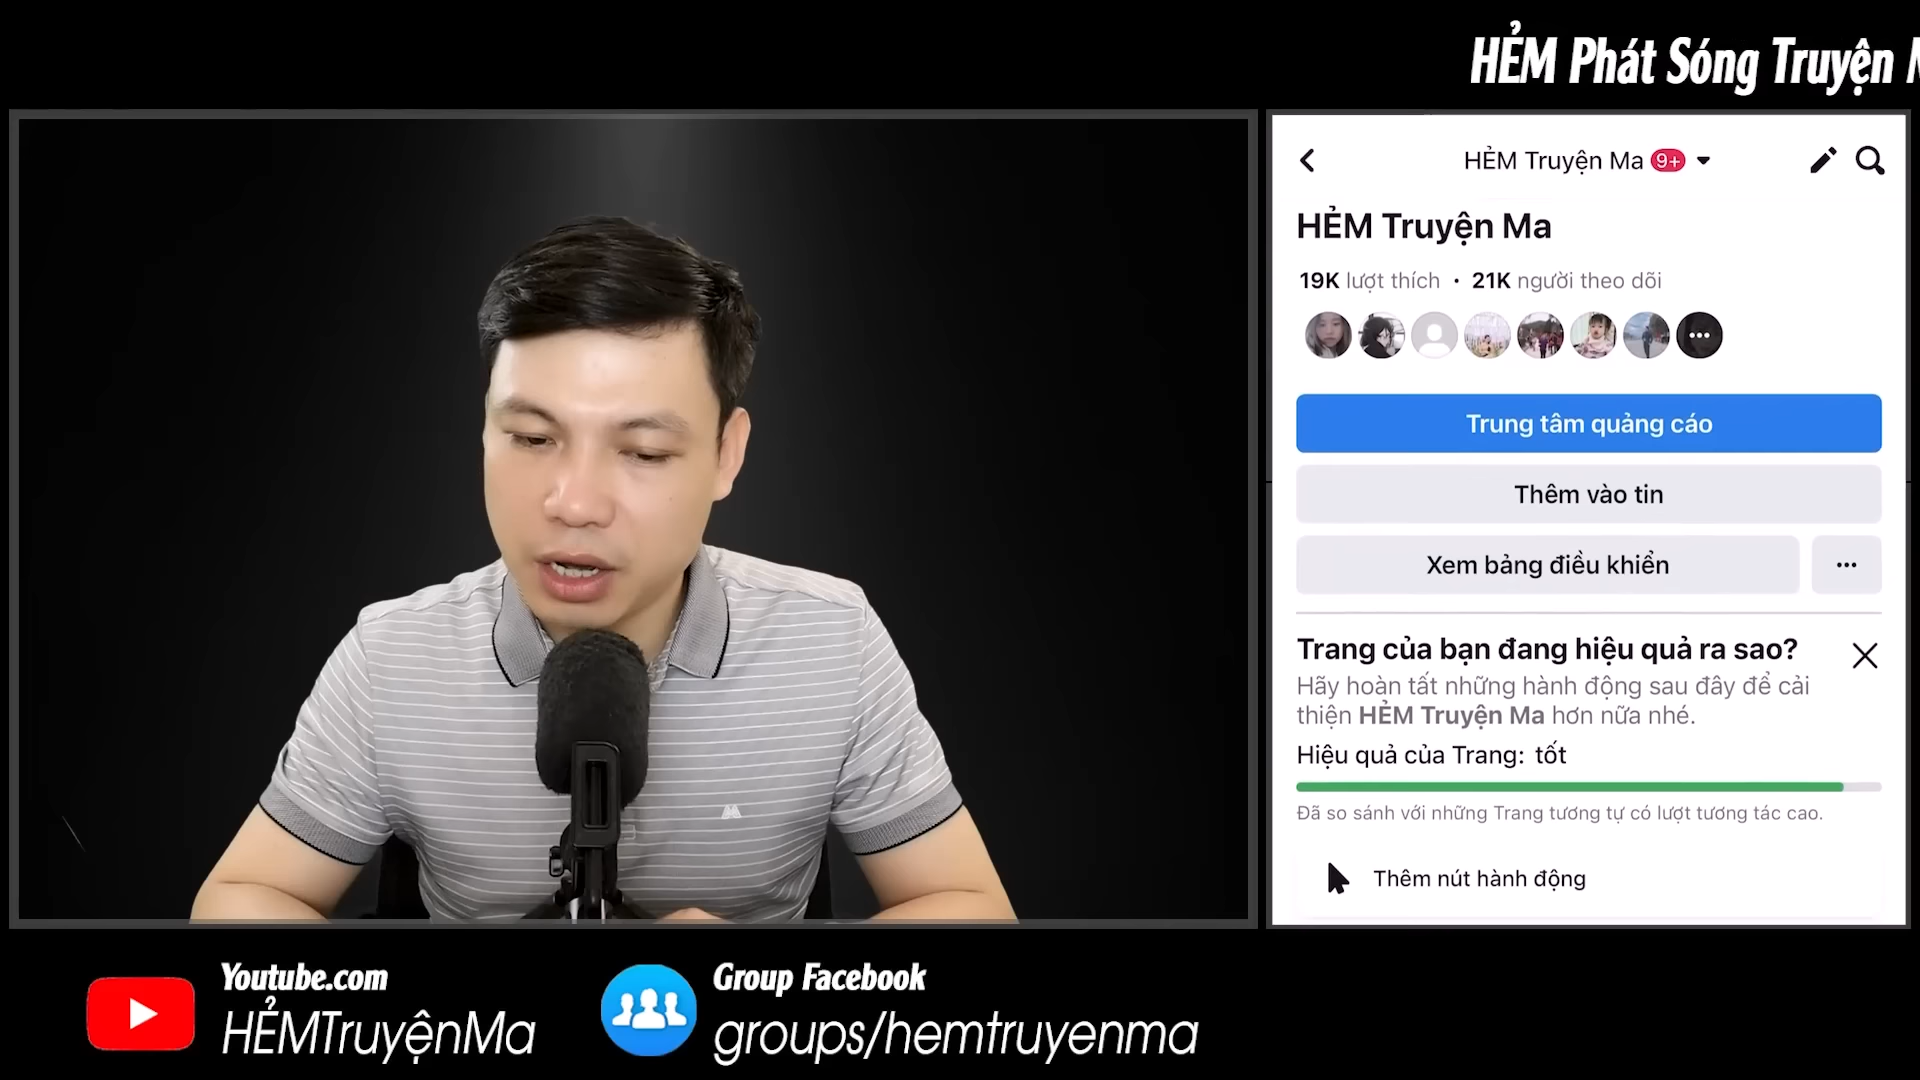 HẺM Phát Sóng Truyện
HẺM Truyện Ma 9+
HẺM Truyện Ma
19K lượt thích · 21K người theo dõi
Trung tâm quảng cáo
Thêm vào tin
Xem bảng điều khiển
Trang của bạn đang hiệu quả ra sao?
Hãy hoàn tất những hành động sau đây để cải
thiện HẺM Truyện Ma hơn nữa nhé.
Hiệu quả của Trang: tốt
Đã so sánh với những Trang tương tự có lượt tương tác cao.
Thêm nút hành động
Youtube.com
HẺMTruyệnMa
Group Facebook
groups/hemtruyenma